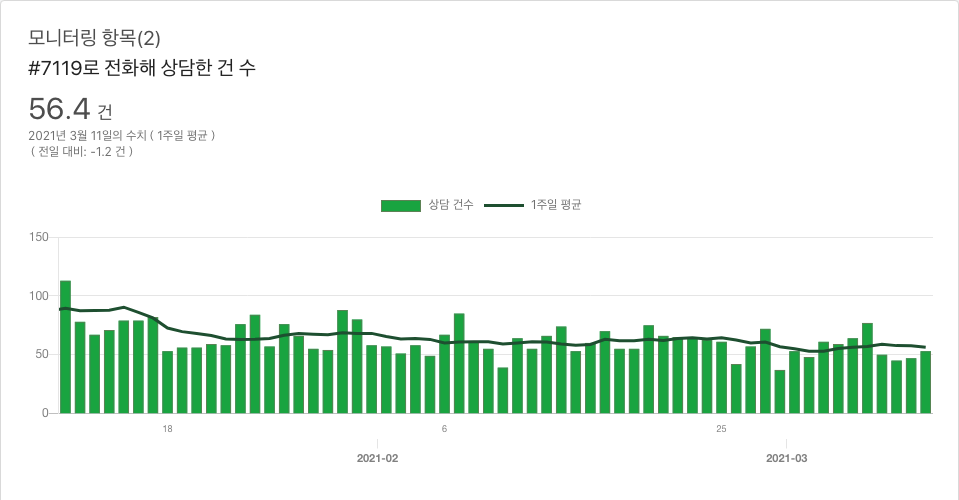 모니터링 항목(2)
#7119로 전화해 상담한 건 수
56.4 건
2021년 3월 11일의 수치 ( 1주일 평균 )
( 전일 대비: -1.2 건 )
상담 건수 1주일 평균
150
100
50
0
18 6 25
2021-02 2021-03